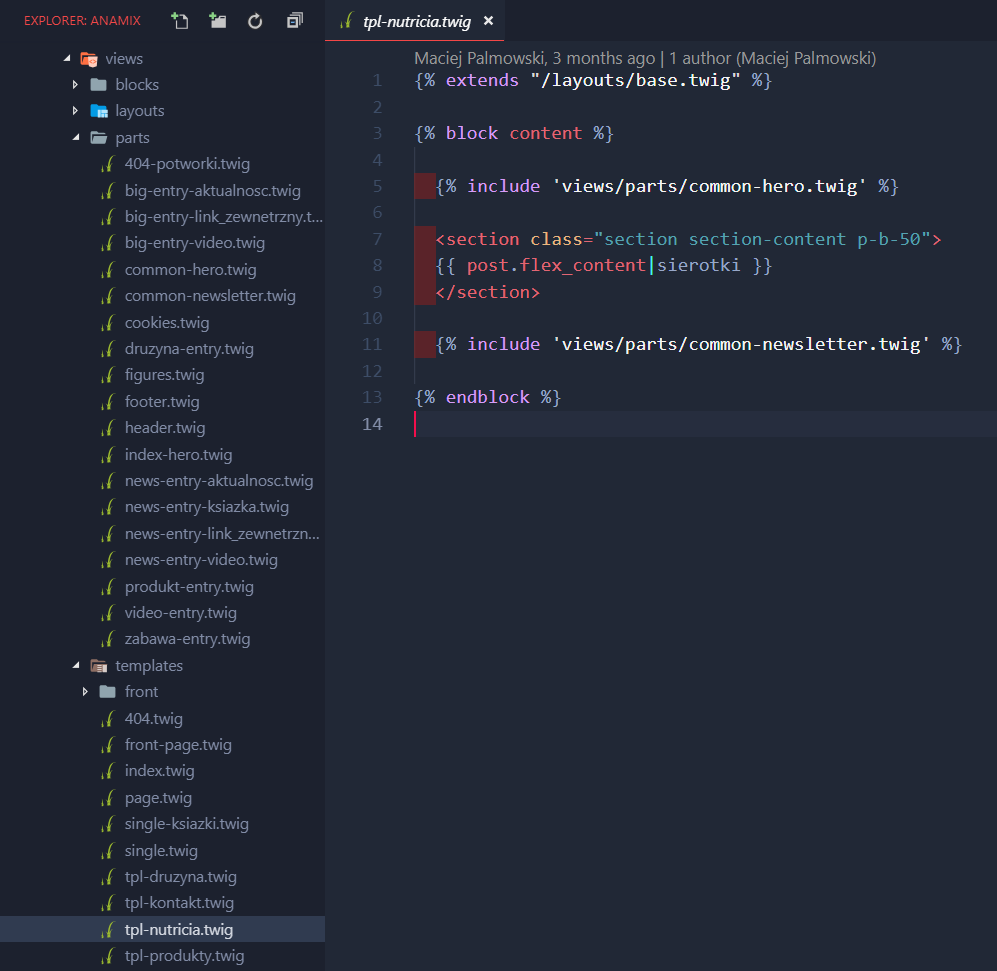 EXPLORER: ANAMIX
views
blocks
layouts
parts
404-potworki.twig
big-entry-aktualnosc.twig
big-entry-link_zewnetrzny.t...
big-entry-video.twig
common-hero.twig
common-newsletter.twig
cookies.twig
druzyna-entry.twig
figures.twig
footer.twig
header.twig
index-hero.twig
news-entry-aktualnosc.twig
news-entry-ksiazka.twig
news-entry-link_zewnetrzn...
news-entry-video.twig
produkt-entry.twig
video-entry.twig
zabawa-entry.twig
templates
front
404.twig
front-page.twig
index.twig
page.twig
single-ksiazki.twig
single.twig
tpl-druzyna.twig
tpl-kontakt.twig
tpl-nutricia.twig
tpl-produkty.twig
tpl-nutricia.twig ×
Maciej Palmowski, 3 months ago | 1 author (Maciej Palmowski)
1 {% extends "/layouts/base.twig" %}
2
3 {% block content %}
4
5   {% include 'views/parts/common-hero.twig' %}
6
7   <section class="section section-content p-b-50">
8   {{ post.flex_content|sierotki }}
9   </section>
10
11   {% include 'views/parts/common-newsletter.twig' %}
12
13 {% endblock %}
14